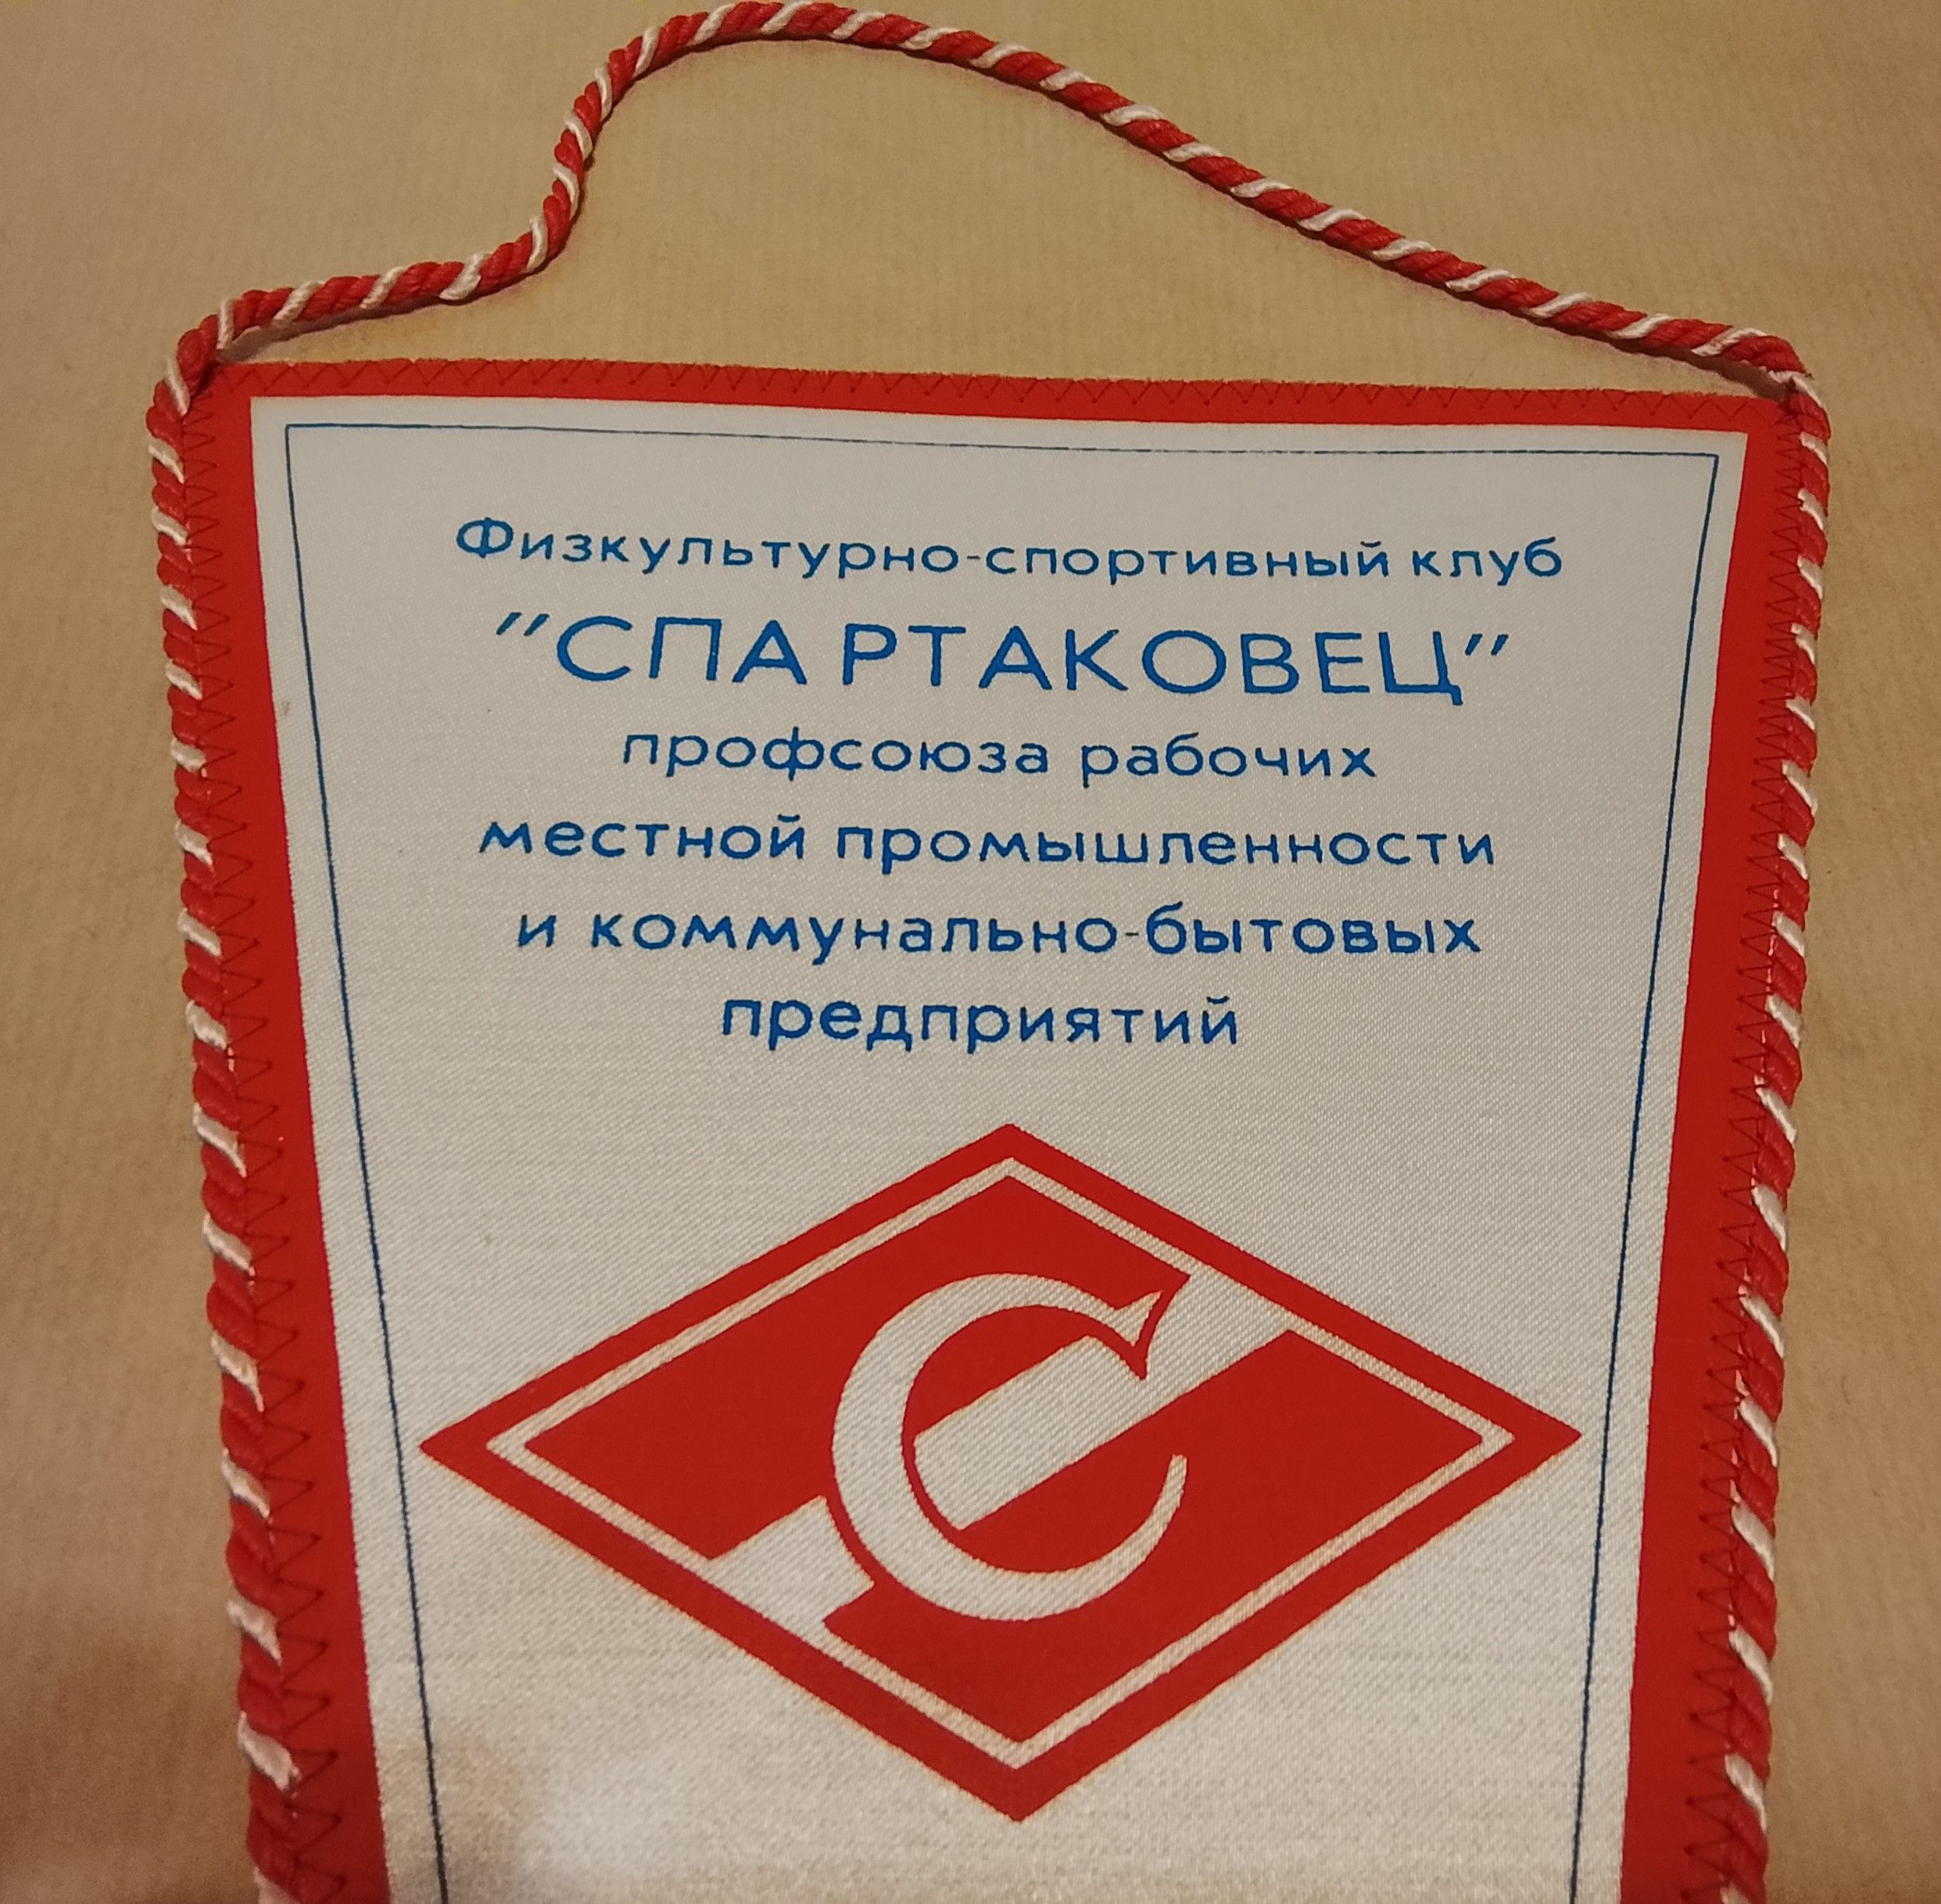 Физкультурно-спортивный клуб
"СПАРТАКОВЕЦ"
профсоюза рабочих
местной промышленности
и коммунально-бытовых
предприятий
С